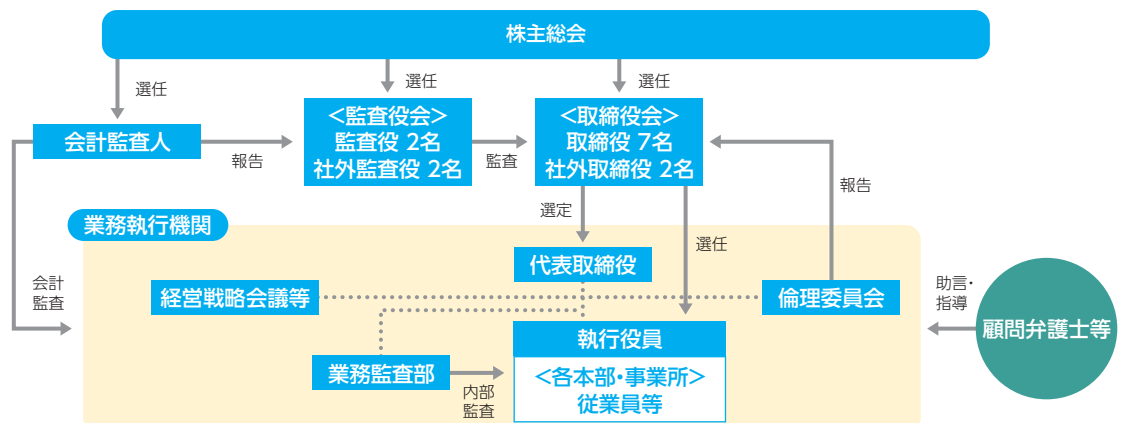 株主総会
選任
選任
選任
会計監査人
報告
＜監査役会＞
監査役 2名
社外監査役 2名
監査
＜取締役会＞
取締役 7名
社外取締役 2名
報告
選定
選任
業務執行機関
代表取締役
会計
監査
経営戦略会議等
倫理委員会
助言・
指導
顧問弁護士等
執行役員
業務監査部
内部
監査
＜各本部・事業所＞
従業員等